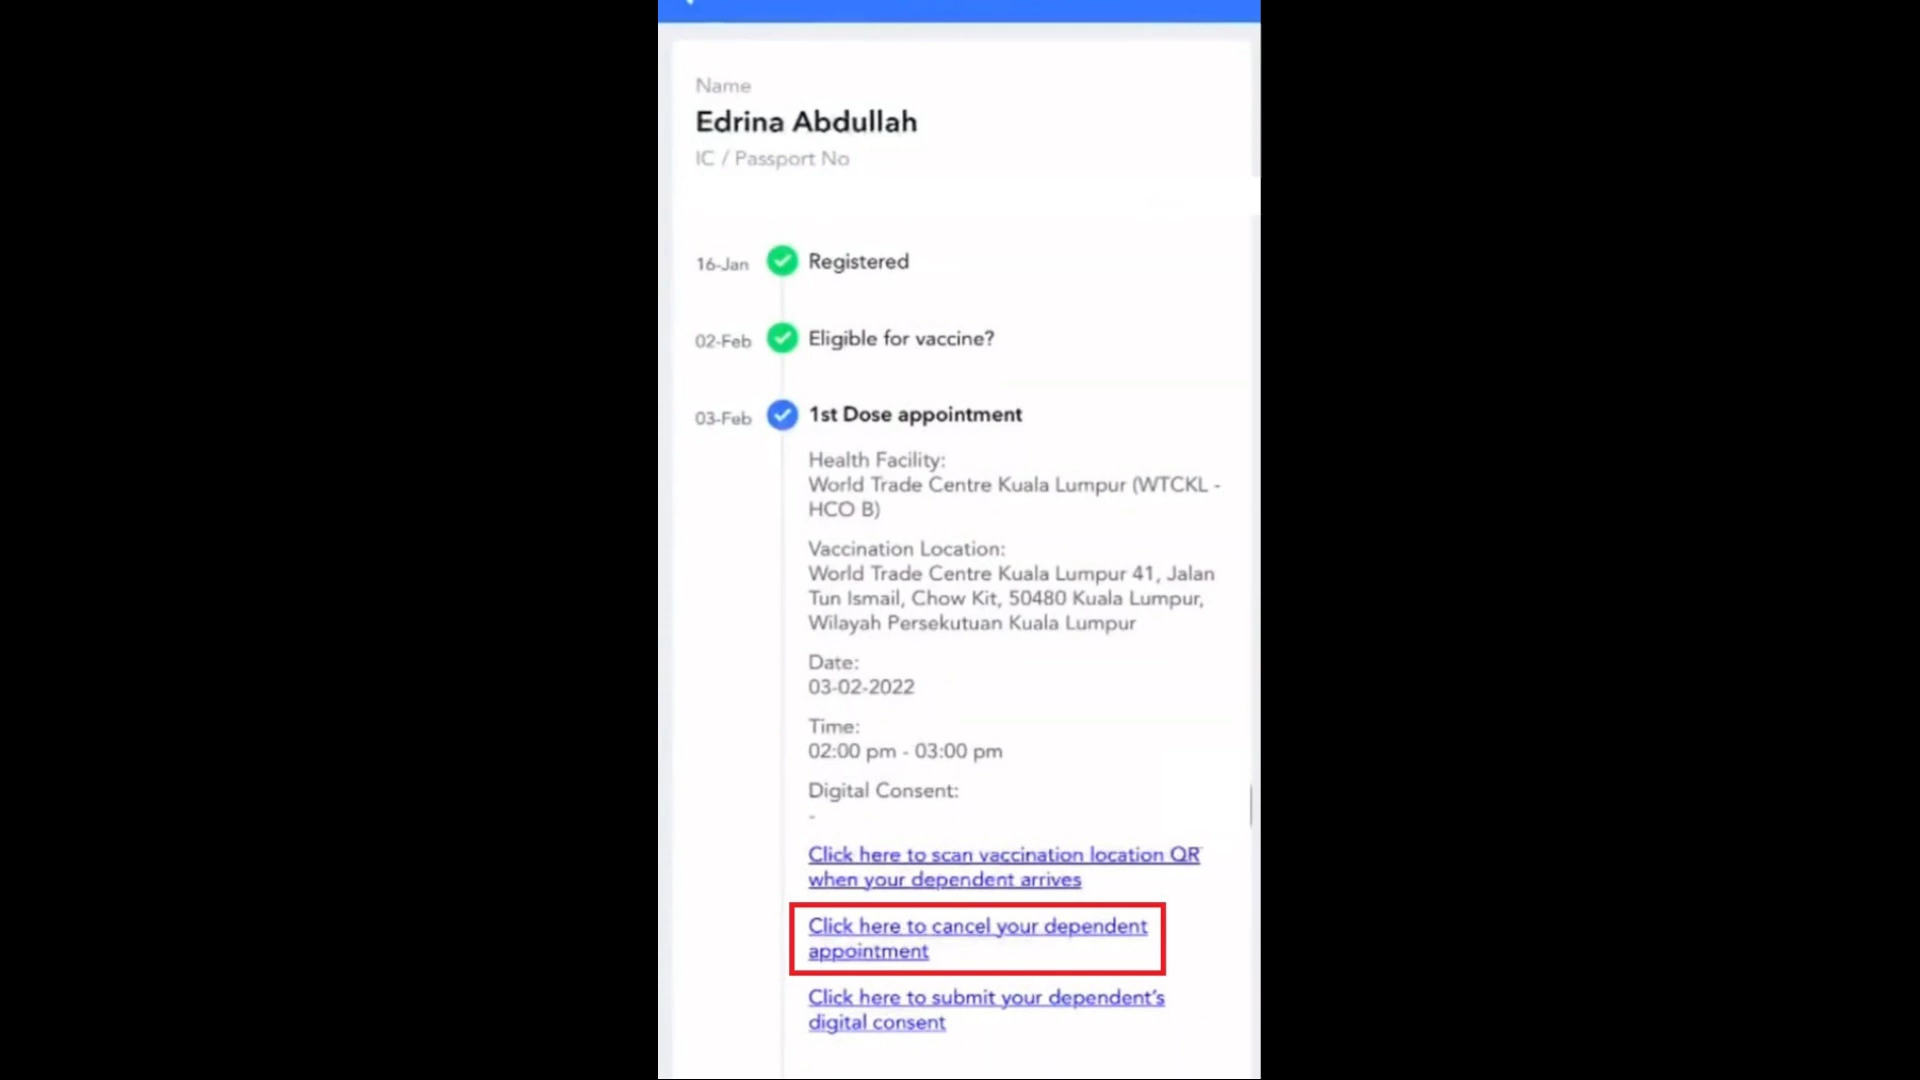 Name
Edrina Abdullah
IC / Passport No
16-Jan Registered
02-Feb Eligible for vaccine?
03-Feb 1st Dose appointment
Health Facility:
World Trade Centre Kuala Lumpur (WTCKL -
HCO B)
Vaccination Location:
World Trade Centre Kuala Lumpur 41, Jalan
Tun Ismail, Chow Kit, 50480 Kuala Lumpur,
Wilayah Persekutuan Kuala Lumpur
Date:
03-02-2022
Time:
02:00 pm - 03:00 pm
Digital Consent:
-
Click here to scan vaccination location QR
when your dependent arrives
Click here to cancel your dependent
appointment
Click here to submit your dependent's
digital consent